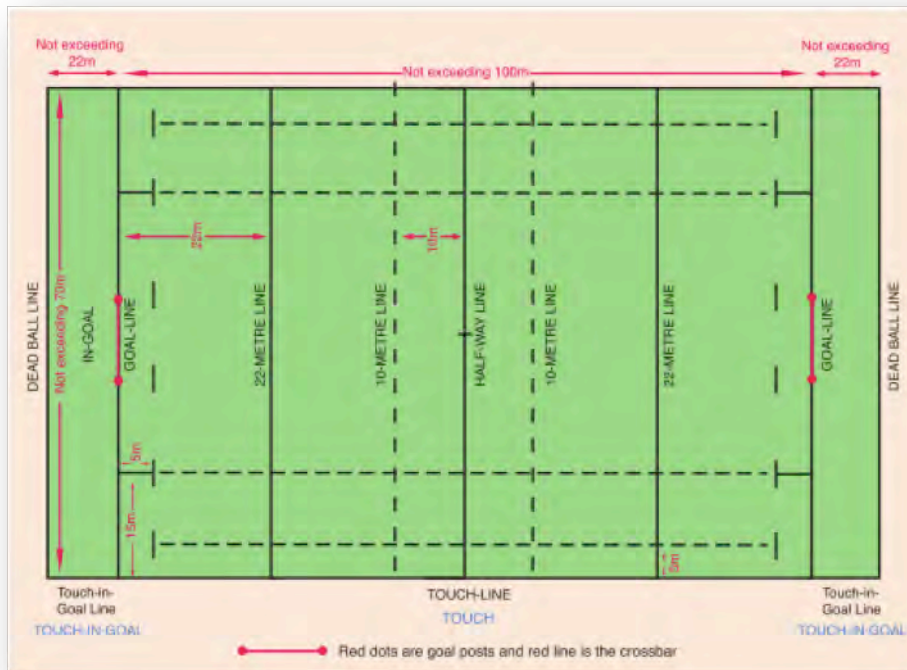 Not exceeding
22m
Not exceeding 100m
Not exceeding
22m
DEAD BALL LINE
Not exceeding 70m
IN-GOAL
GOAL-LINE
22m
22-METRE LINE
10-METRE LINE
10m
HALF-WAY LINE
10-METRE LINE
22-METRE LINE
GOAL-LINE
DEAD BALL LINE
5m
15m
5m
Touch-in-
Goal Line
TOUCH-IN-GOAL
TOUCH-LINE
TOUCH
Touch-in-
Goal Line
TOUCH-IN-GOAL
Red dots are goal posts and red line is the crossbar